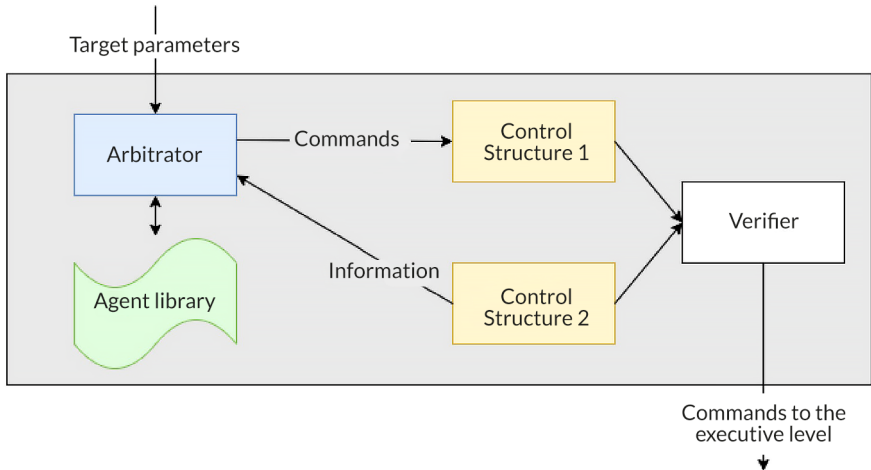 Target parameters
Arbitrator
Commands
Control
Structure 1
Verifier
Information
Agent library
Control
Structure 2
Commands to the
executive level